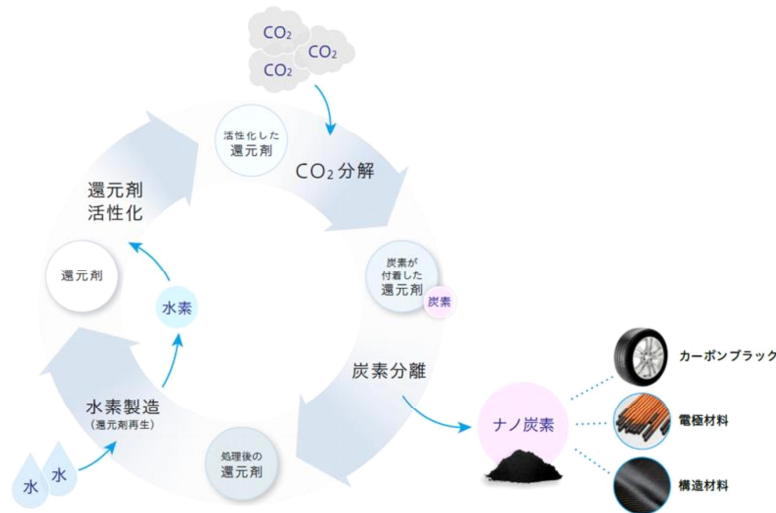 CO₂
CO₂
CO₂
活性化した
還元剤
CO₂分解
還元剤
活性化
炭素が
付着した
還元剤
炭素
還元剤
水素
炭素分離
水素製造
(還元剤再生)
処理後の
還元剤
水
水
ナノ炭素
カーボンブラック
電極材料
構造材料